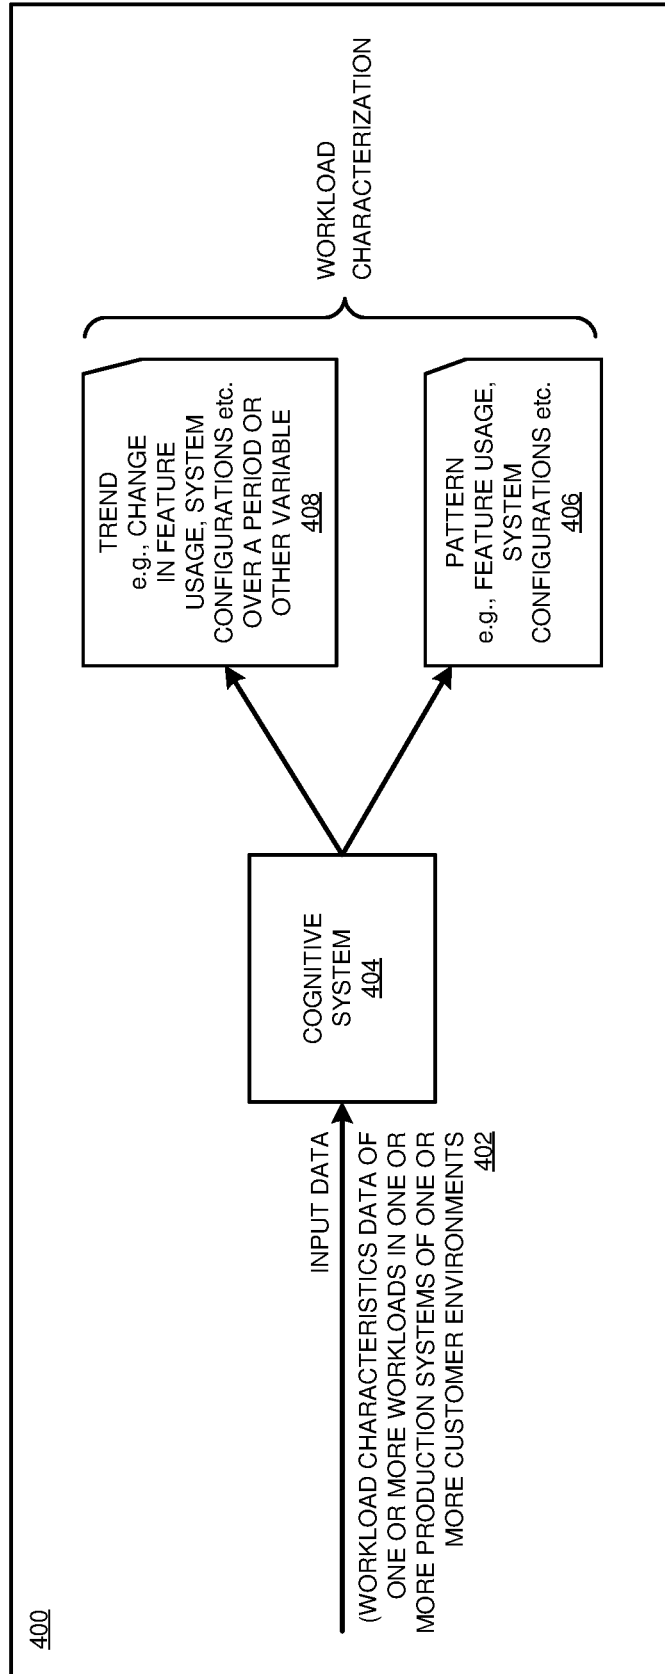 400
INPUT DATA
(WORKLOAD CHARACTERISTICS DATA OF
ONE OR MORE WORKLOADS IN ONE OR
MORE PRODUCTION SYSTEMS OF ONE OR
MORE CUSTOMER ENVIRONMENTS
402
COGNITIVE
SYSTEM
404
TREND
e.g., CHANGE
IN FEATURE
USAGE, SYSTEM
CONFIGURATIONS etc.
OVER A PERIOD OR
OTHER VARIABLE
408
PATTERN
e.g., FEATURE USAGE,
SYSTEM
CONFIGURATIONS etc.
406
WORKLOAD
CHARACTERIZATION